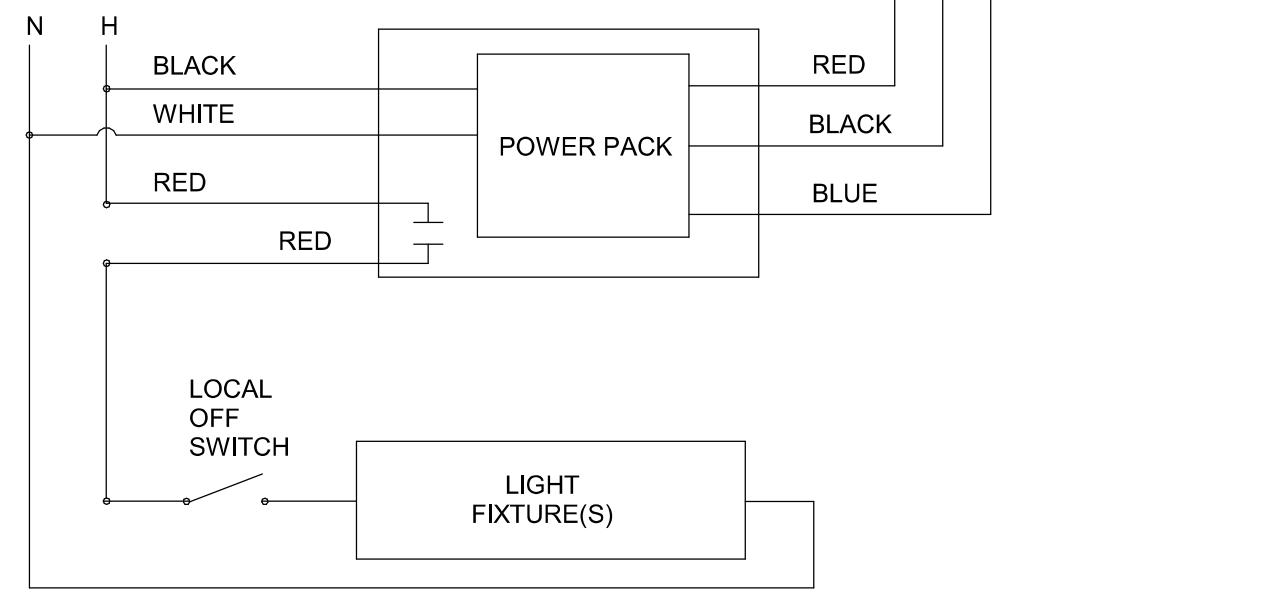 N H
BLACK
WHITE
RED
RED
POWER PACK
RED
BLACK
BLUE
LOCAL
OFF
SWITCH
LIGHT
FIXTURE(S)